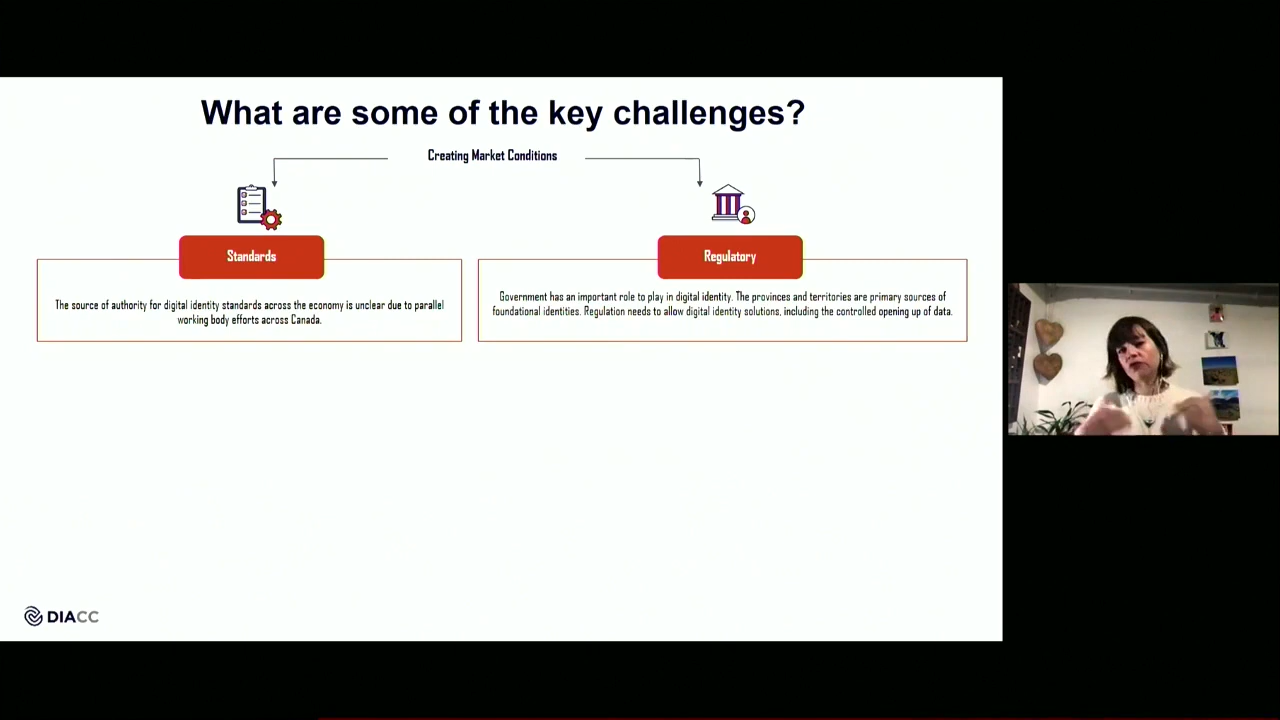 What are some of the key challenges?
Creating Market Conditions
Standards
The source of authority for digital identity standards across the economy is unclear due to parallel
working body efforts across Canada.
Regulatory
Government has an important role to play in digital identity. The provinces and territories are primary sources of
foundational identities. Regulation needs to allow digital identity solutions, including the controlled opening up of data.
DIACC